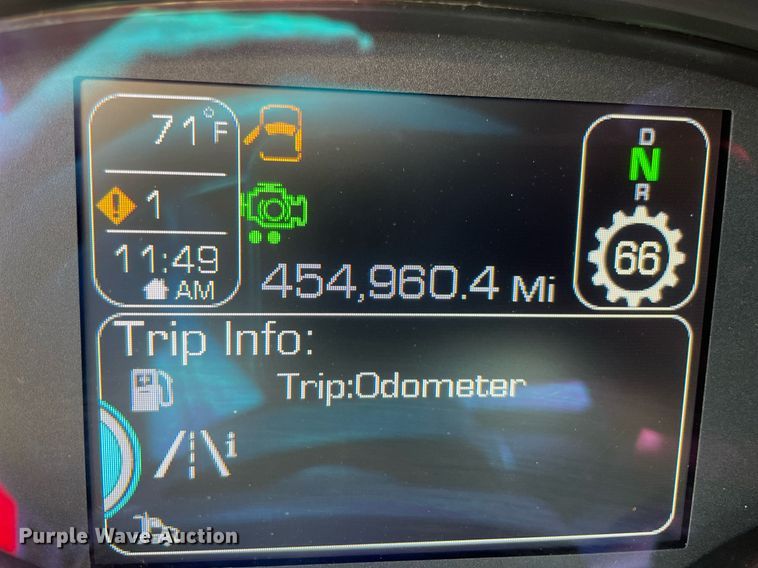 71°F
1
11:49
AM
454,960.4 Mi
D
N
R
66
Trip Info:
Trip:Odometer
i
Purple Wave Auction